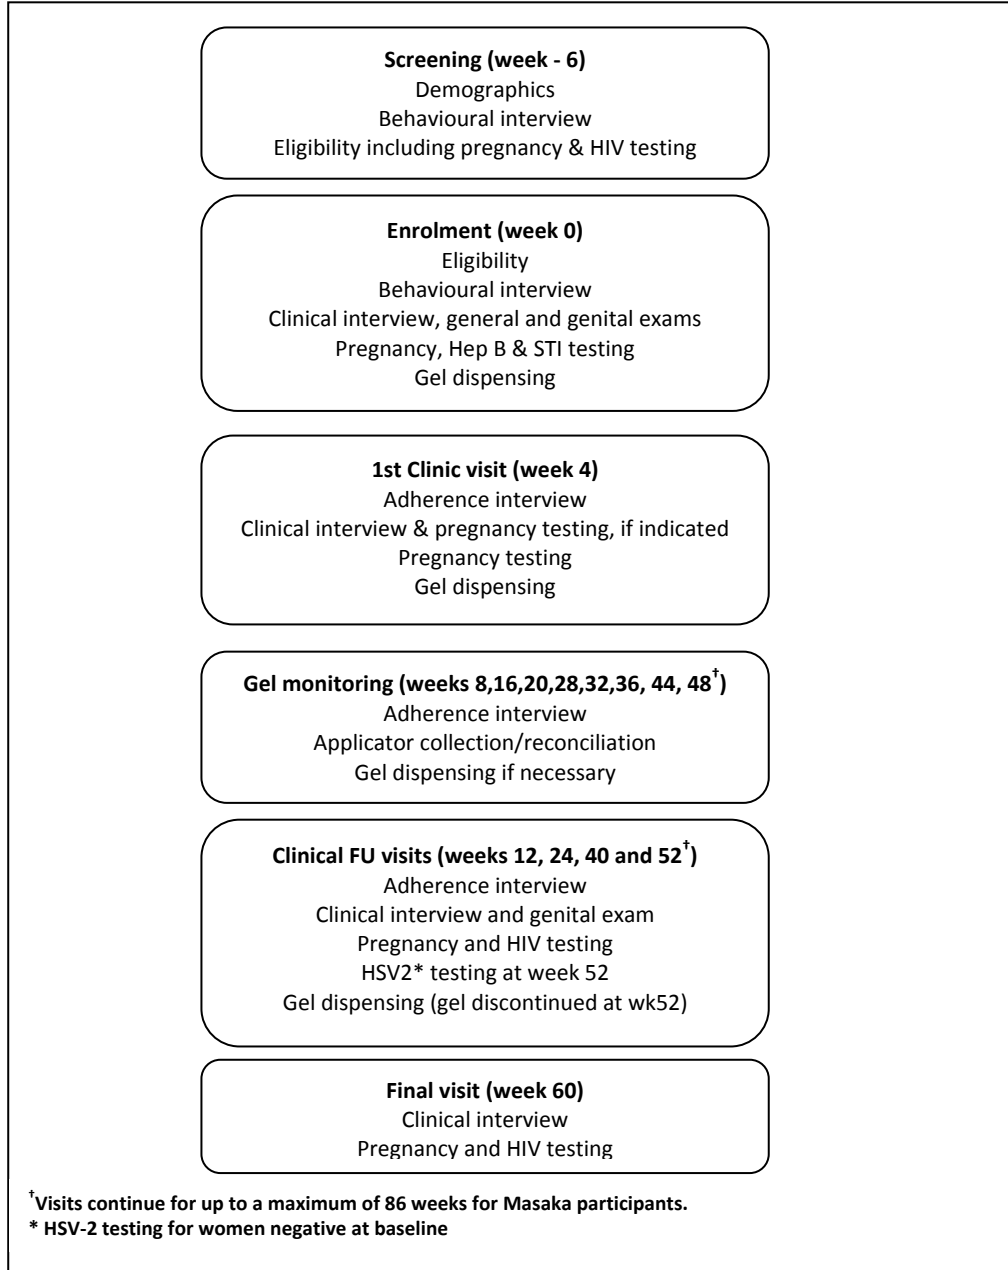 Screening (week - 6)
Demographics
Behavioural interview
Eligibility including pregnancy & HIV testing
Enrolment (week 0)
Eligibility
Behavioural interview
Clinical interview, general and genital exams
Pregnancy, Hep B & STI testing
Gel dispensing
1st Clinic visit (week 4)
Adherence interview
Clinical interview & pregnancy testing, if indicated
Pregnancy testing
Gel dispensing
Gel monitoring (weeks 8,16,20,28,32,36, 44, 48†)
Adherence interview
Applicator collection/reconciliation
Gel dispensing if necessary
Clinical FU visits (weeks 12, 24, 40 and 52†)
Adherence interview
Clinical interview and genital exam
Pregnancy and HIV testing
HSV2* testing at week 52
Gel dispensing (gel discontinued at wk52)
Final visit (week 60)
Clinical interview
Pregnancy and HIV testing
†Visits continue for up to a maximum of 86 weeks for Masaka participants.
* HSV-2 testing for women negative at baseline